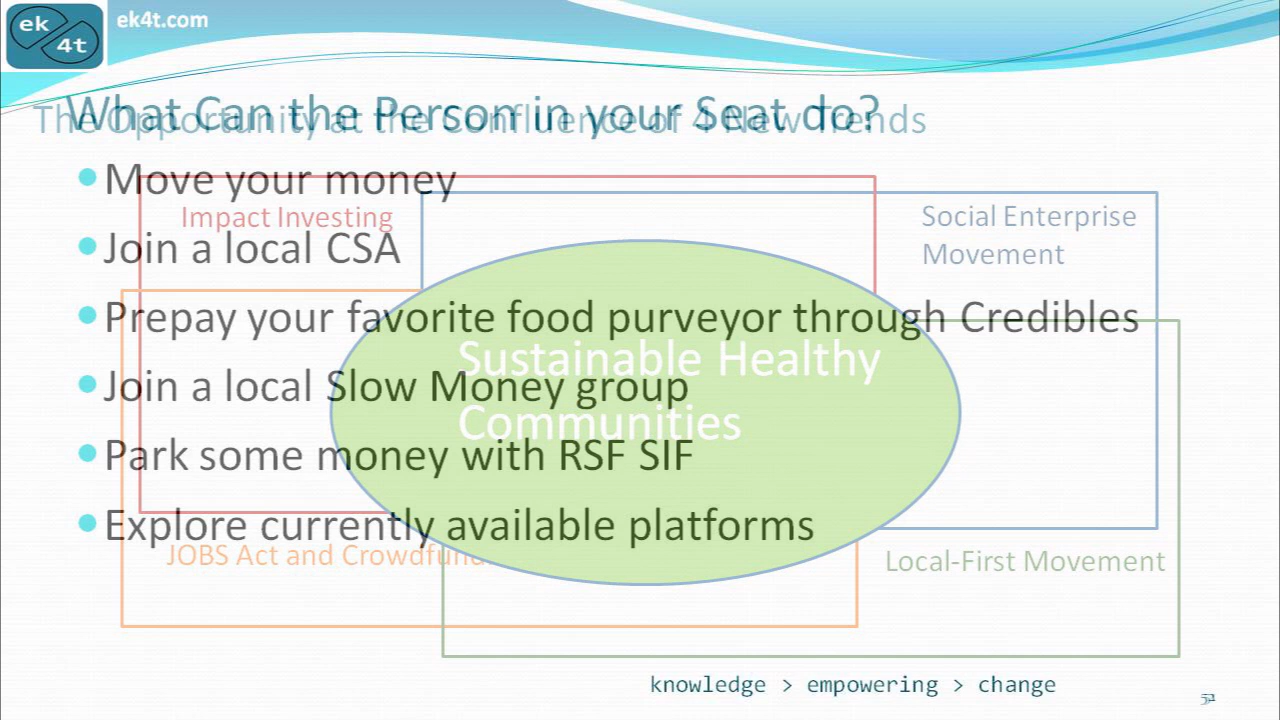 ek
4t
ek4t.com
What Can the Person in your Seat do?
The Opportunity at the Confluence of 4 New Trends
Move your money
Impact Investing
Social Enterprise
Movement
Join a local CSA
Prepay your favorite food purveyor through Credibles
Sustainable Healthy
Communities
Join a local Slow Money group
Park some money with RSF SIF
Explore currently available platforms
JOBS Act and
Local-First Movement
knowledge > empowering > change